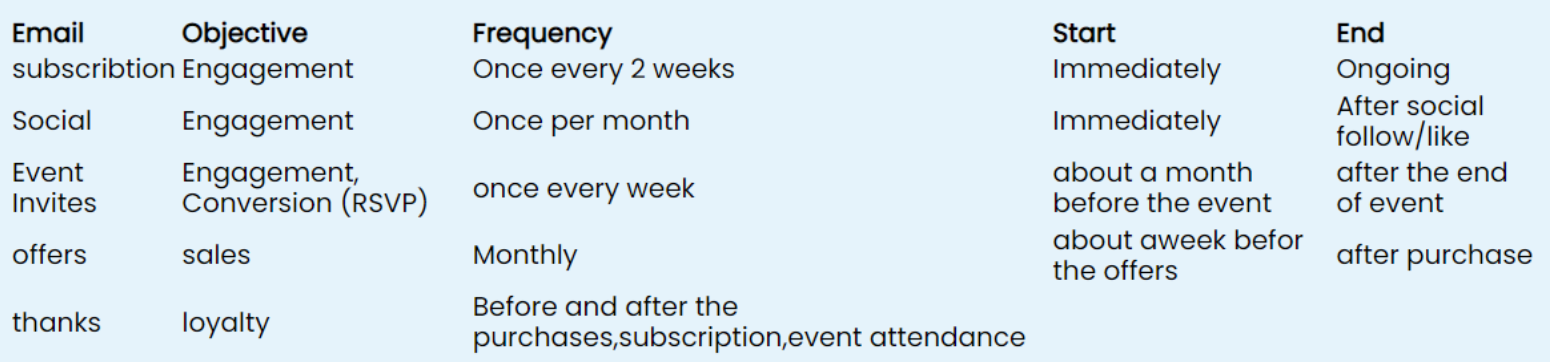 Email Objective Frequency Start End
subscribtion Engagement Once every 2 weeks Immediately Ongoing
Social Engagement Once per month Immediately After social
follow/like
Event Engagement, once every week about a month after the end
Invites Conversion (RSVP) before the event of event
offers sales Monthly about aweek befor after purchase
the offers
thanks loyalty Before and after the
purchases,subscription,event attendance